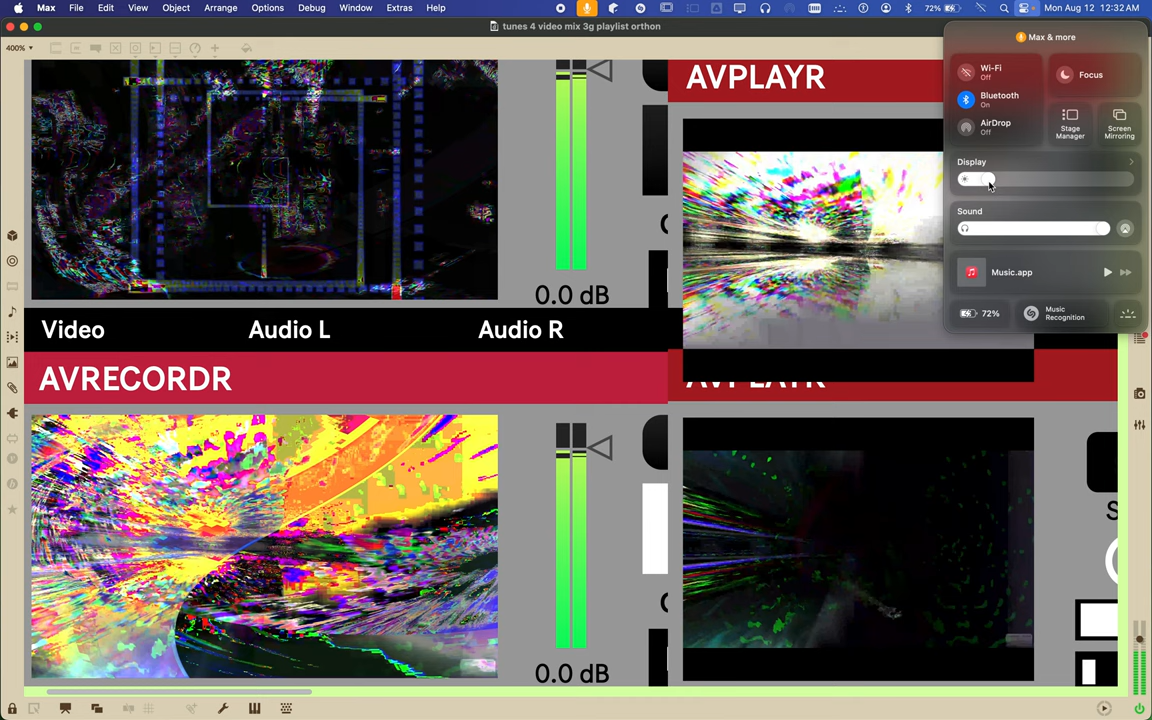 Max File Edit View Object Arrange Options Debug Window Extras Help
72% Mon Aug 12 12:32 AM
tunes 4 video mix 3g playlist orthon
400%
Max & more
Wi-Fi
Off
Focus
Bluetooth
On
AirDrop
Off
Stage Manager
Screen Mirroring
Display
Sound
Music.app
72%
Music Recognition
AVPLAYR
0.0 dB
Video Audio L Audio R
AVRECORDR
AVPLAYR
0.0 dB